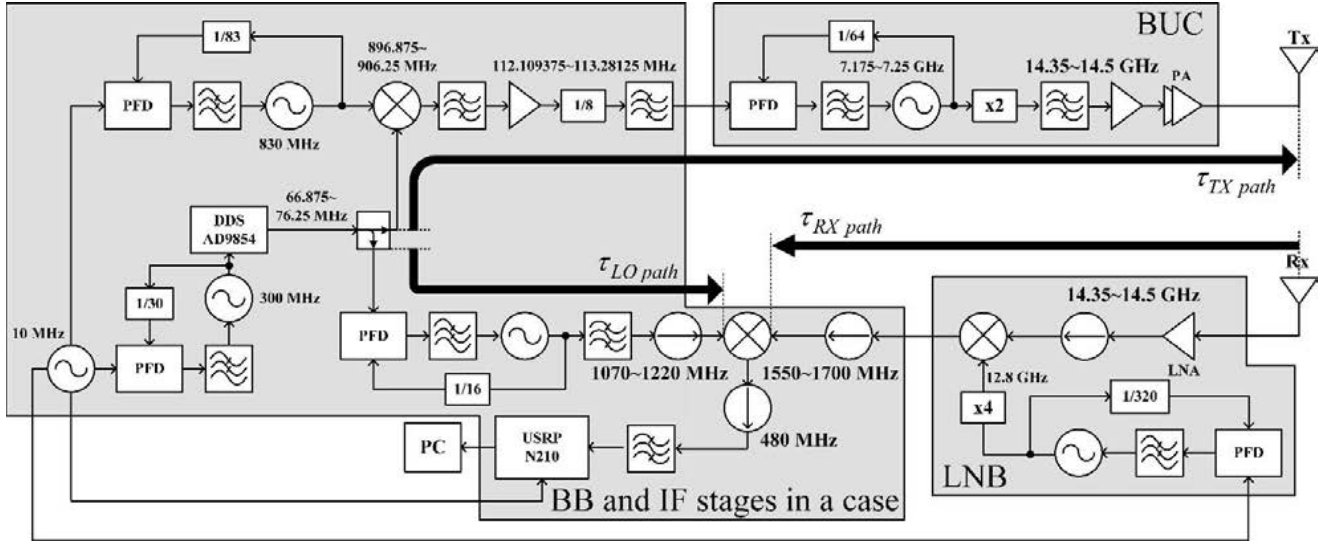 1/83
896.875~
906.25 MHz
112.109375~113.28125 MHz
PFD
830 MHz
1/8
BUC
1/64
7.175~7.25 GHz
14.35~14.5 GHz
PA
PFD
x2
Tx
τTX path
66.875~
76.25 MHz
DDS
AD9854
τRX path
τLO path
Rx
1/30
300 MHz
10 MHz
PFD
PFD
1/16
1070~1220 MHz
1550~1700 MHz
480 MHz
14.35~14.5 GHz
LNA
12.8 GHz
x4
1/320
PFD
LNB
PC
USRP
N210
BB and IF stages in a case